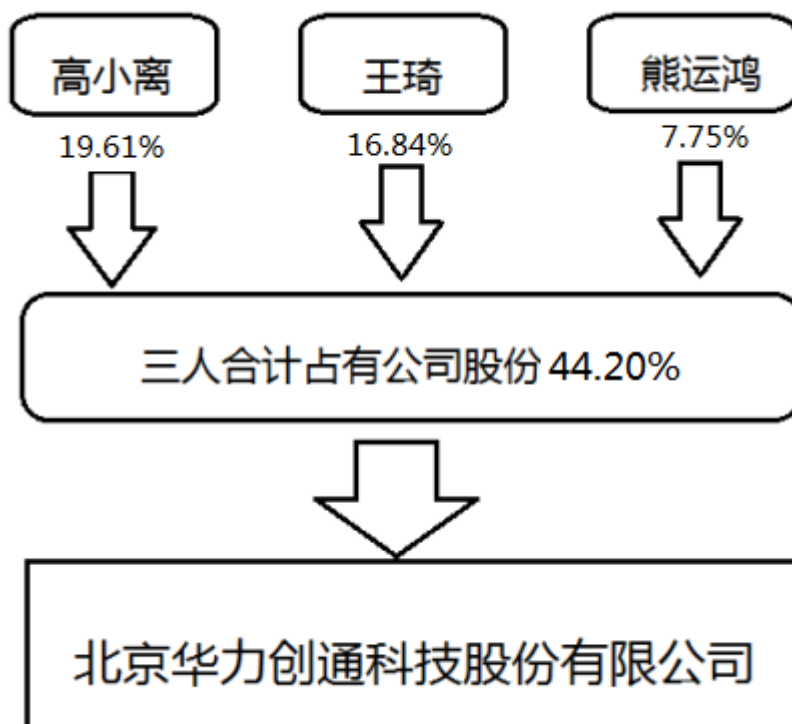 高小离
王琦
熊运鸿
19.61%
16.84%
7.75%
三人合计占有公司股份 44.20%
北京华力创通科技股份有限公司